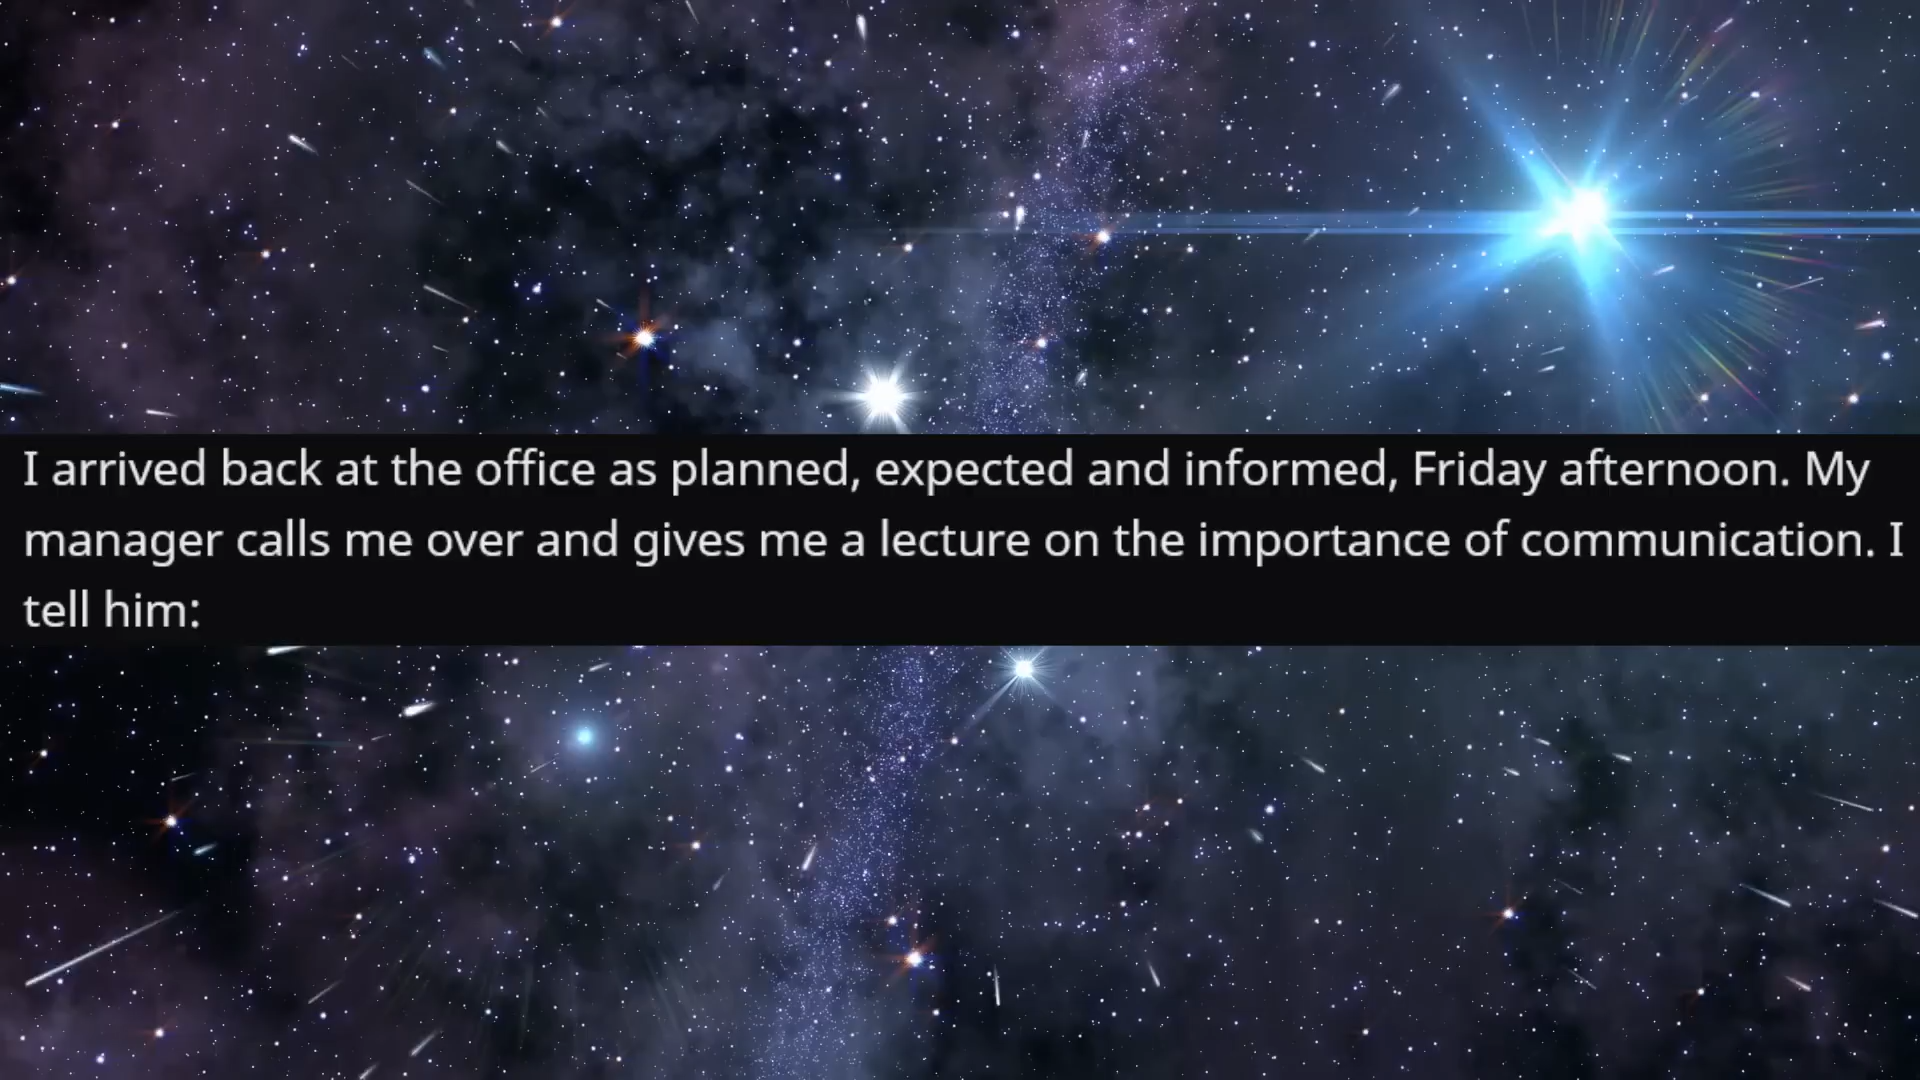 I arrived back at the office as planned, expected and informed, Friday afternoon. My
manager calls me over and gives me a lecture on the importance of communication. I
tell him: